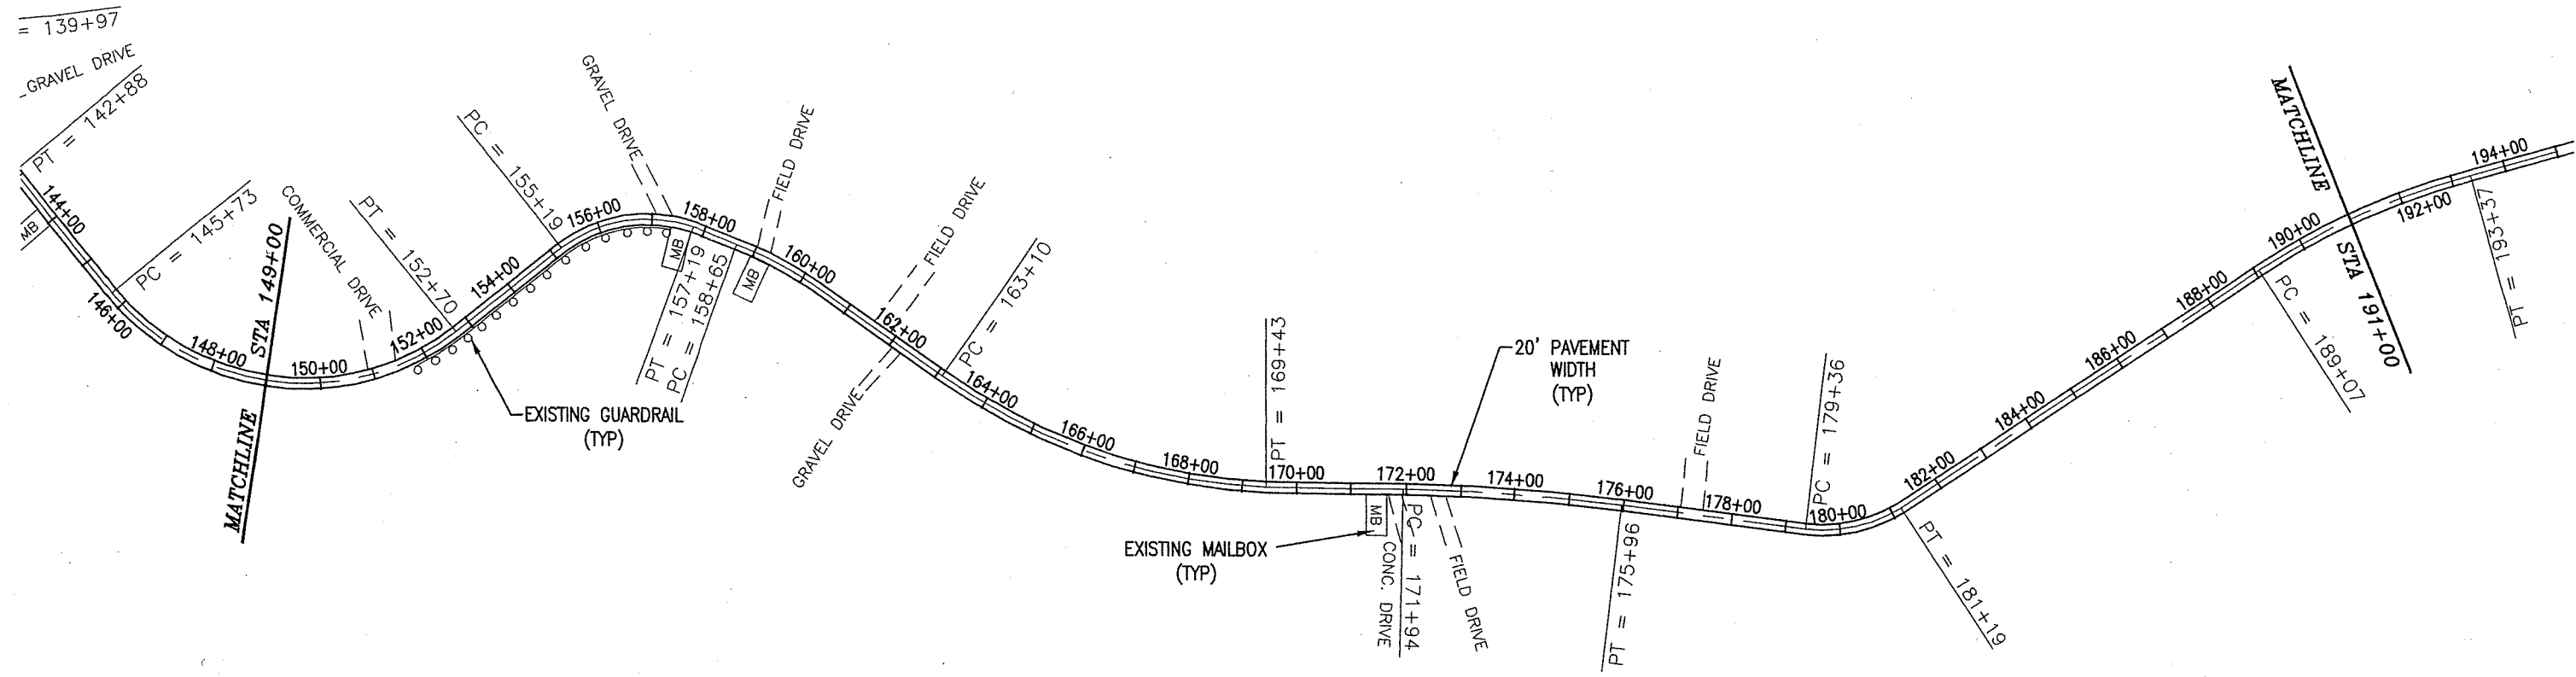 = 139+97
GRAVEL DRIVE
PT = 142+88
144+00
MB
PC = 145+73
146+00
148+00
MATCHLINE STA 149+00
COMMERCIAL DRIVE
150+00
PT = 152+70
152+00
154+00
EXISTING GUARDRAIL
(TYP)
PC = 155+19
156+00
GRAVEL DRIVE
MB
158+00
PT = 157+19
PC = 158+65
MB
FIELD DRIVE
160+00
FIELD DRIVE
162+00
GRAVEL DRIVE
PC = 163+10
164+00
166+00
168+00
PT = 169+43
170+00
EXISTING MAILBOX
(TYP)
MB
172+00
CONC. DRIVE
PC = 171+94
FIELD DRIVE
20' PAVEMENT
WIDTH
(TYP)
174+00
176+00
PT = 175+96
FIELD DRIVE
178+00
PC = 179+36
180+00
182+00
PT = 181+19
184+00
186+00
188+00
190+00
PC = 189+07
MATCHLINE STA 191+00
192+00
194+00
PT = 193+37